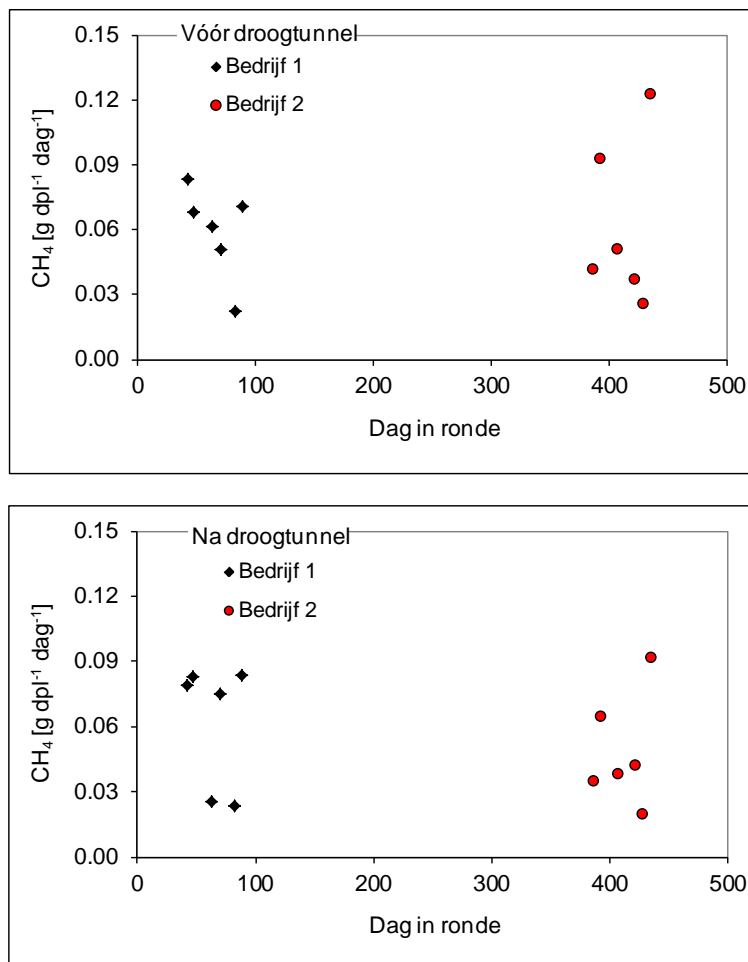 Vóór droogtunnel
Bedrijf 1
Bedrijf 2
CH₄ [g dpl⁻¹ dag⁻¹]
0.15
0.12
0.09
0.06
0.03
0.00
0 100 200 300 400 500
Dag in ronde
Na droogtunnel
Bedrijf 1
Bedrijf 2
CH₄ [g dpl⁻¹ dag⁻¹]
0.15
0.12
0.09
0.06
0.03
0.00
0 100 200 300 400 500
Dag in ronde